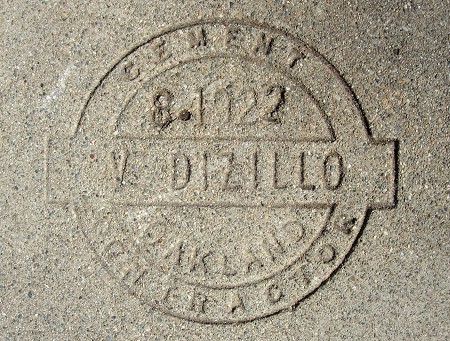 CEMENT
8.1922
V. DIZILLO
OAKLAND
CONTRACTOR